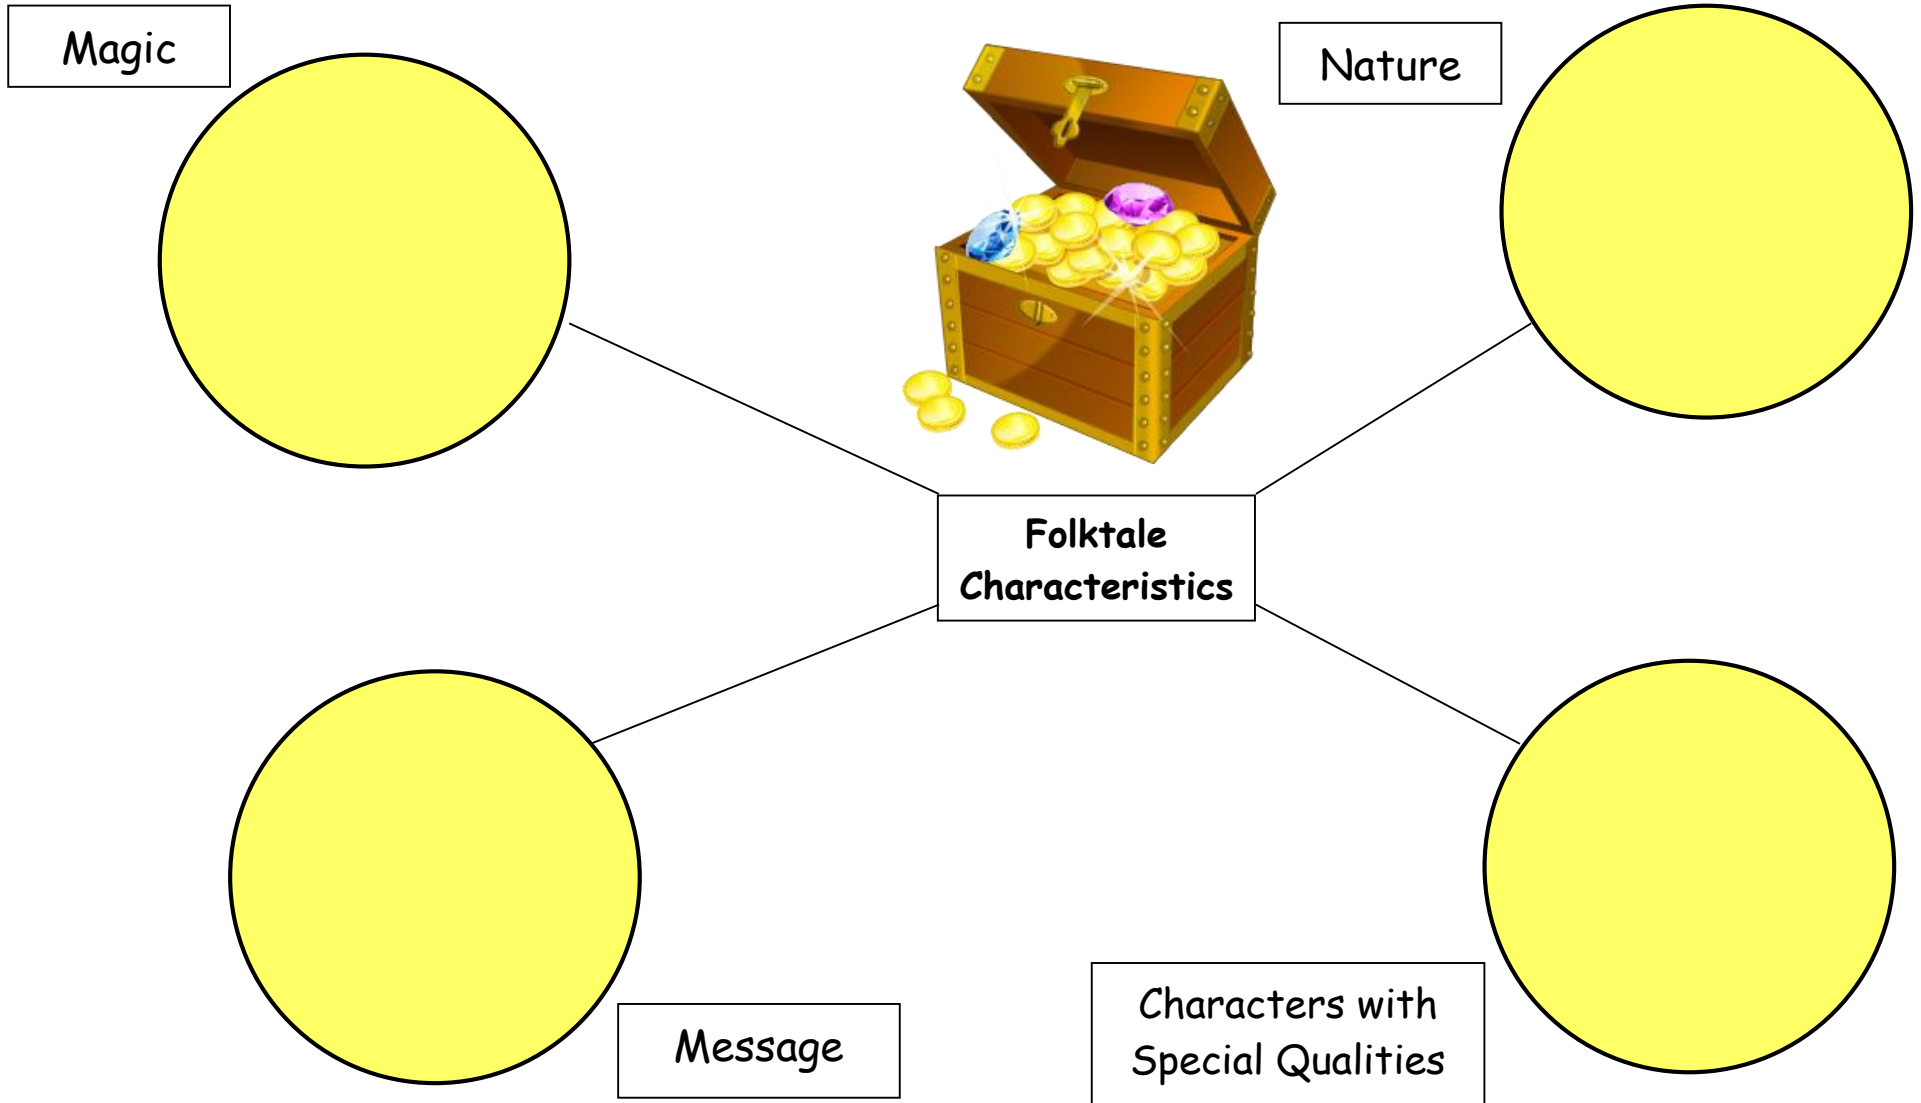 Magic
Nature
Folktale
Characteristics
Message
Characters with
Special Qualities